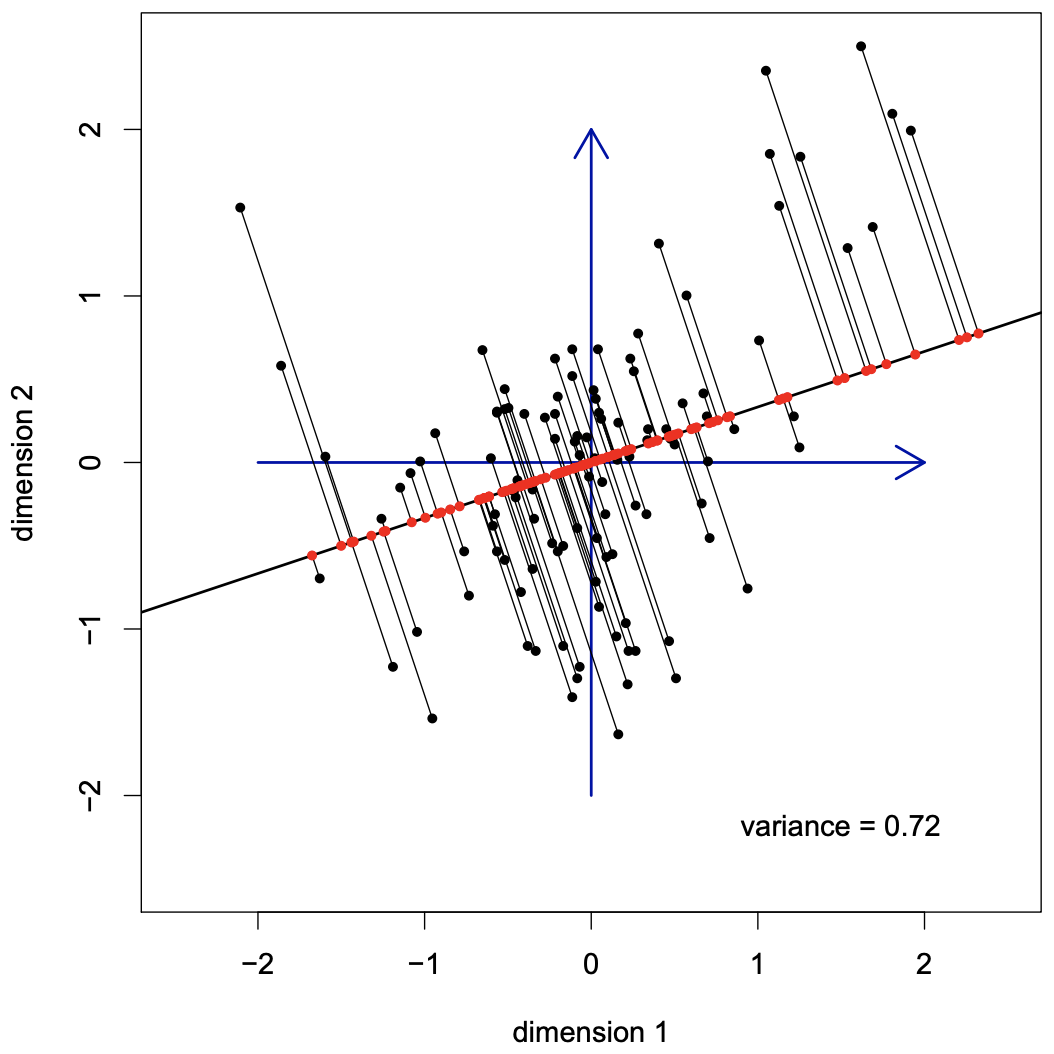 dimension 2
2
1
0
−1
−2
variance = 0.72
−2 −1 0 1 2
dimension 1